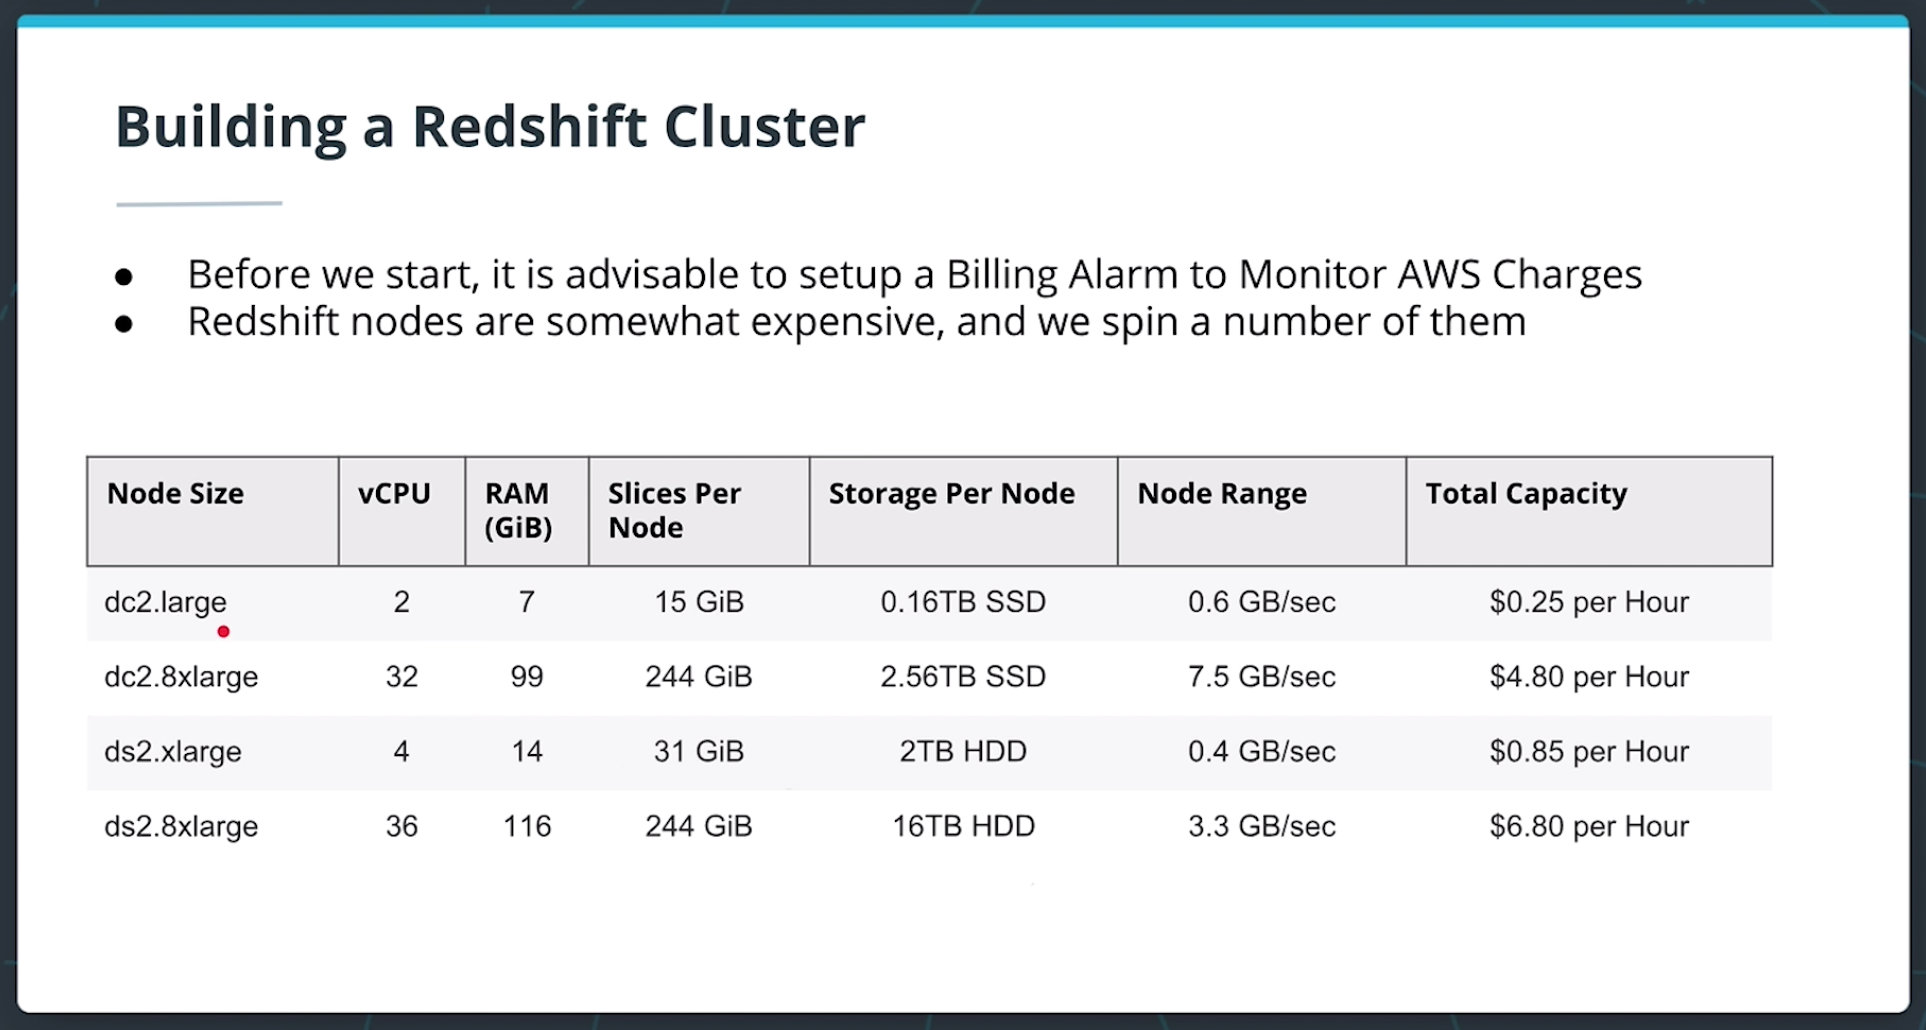 Building a Redshift Cluster
● Before we start, it is advisable to setup a Billing Alarm to Monitor AWS Charges
● Redshift nodes are somewhat expensive, and we spin a number of them
Node Size vCPU RAM (GiB) Slices Per Node Storage Per Node Node Range Total Capacity
dc2.large 2 7 15 GiB 0.16TB SSD 0.6 GB/sec $0.25 per Hour
dc2.8xlarge 32 99 244 GiB 2.56TB SSD 7.5 GB/sec $4.80 per Hour
ds2.xlarge 4 14 31 GiB 2TB HDD 0.4 GB/sec $0.85 per Hour
ds2.8xlarge 36 116 244 GiB 16TB HDD 3.3 GB/sec $6.80 per Hour